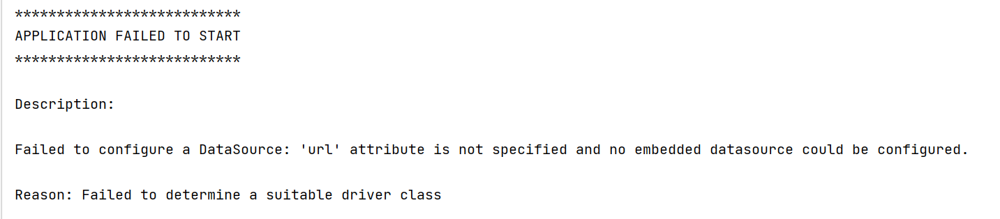 ***************************
APPLICATION FAILED TO START
***************************
Description:
Failed to configure a DataSource: 'url' attribute is not specified and no embedded datasource could be configured.
Reason: Failed to determine a suitable driver class